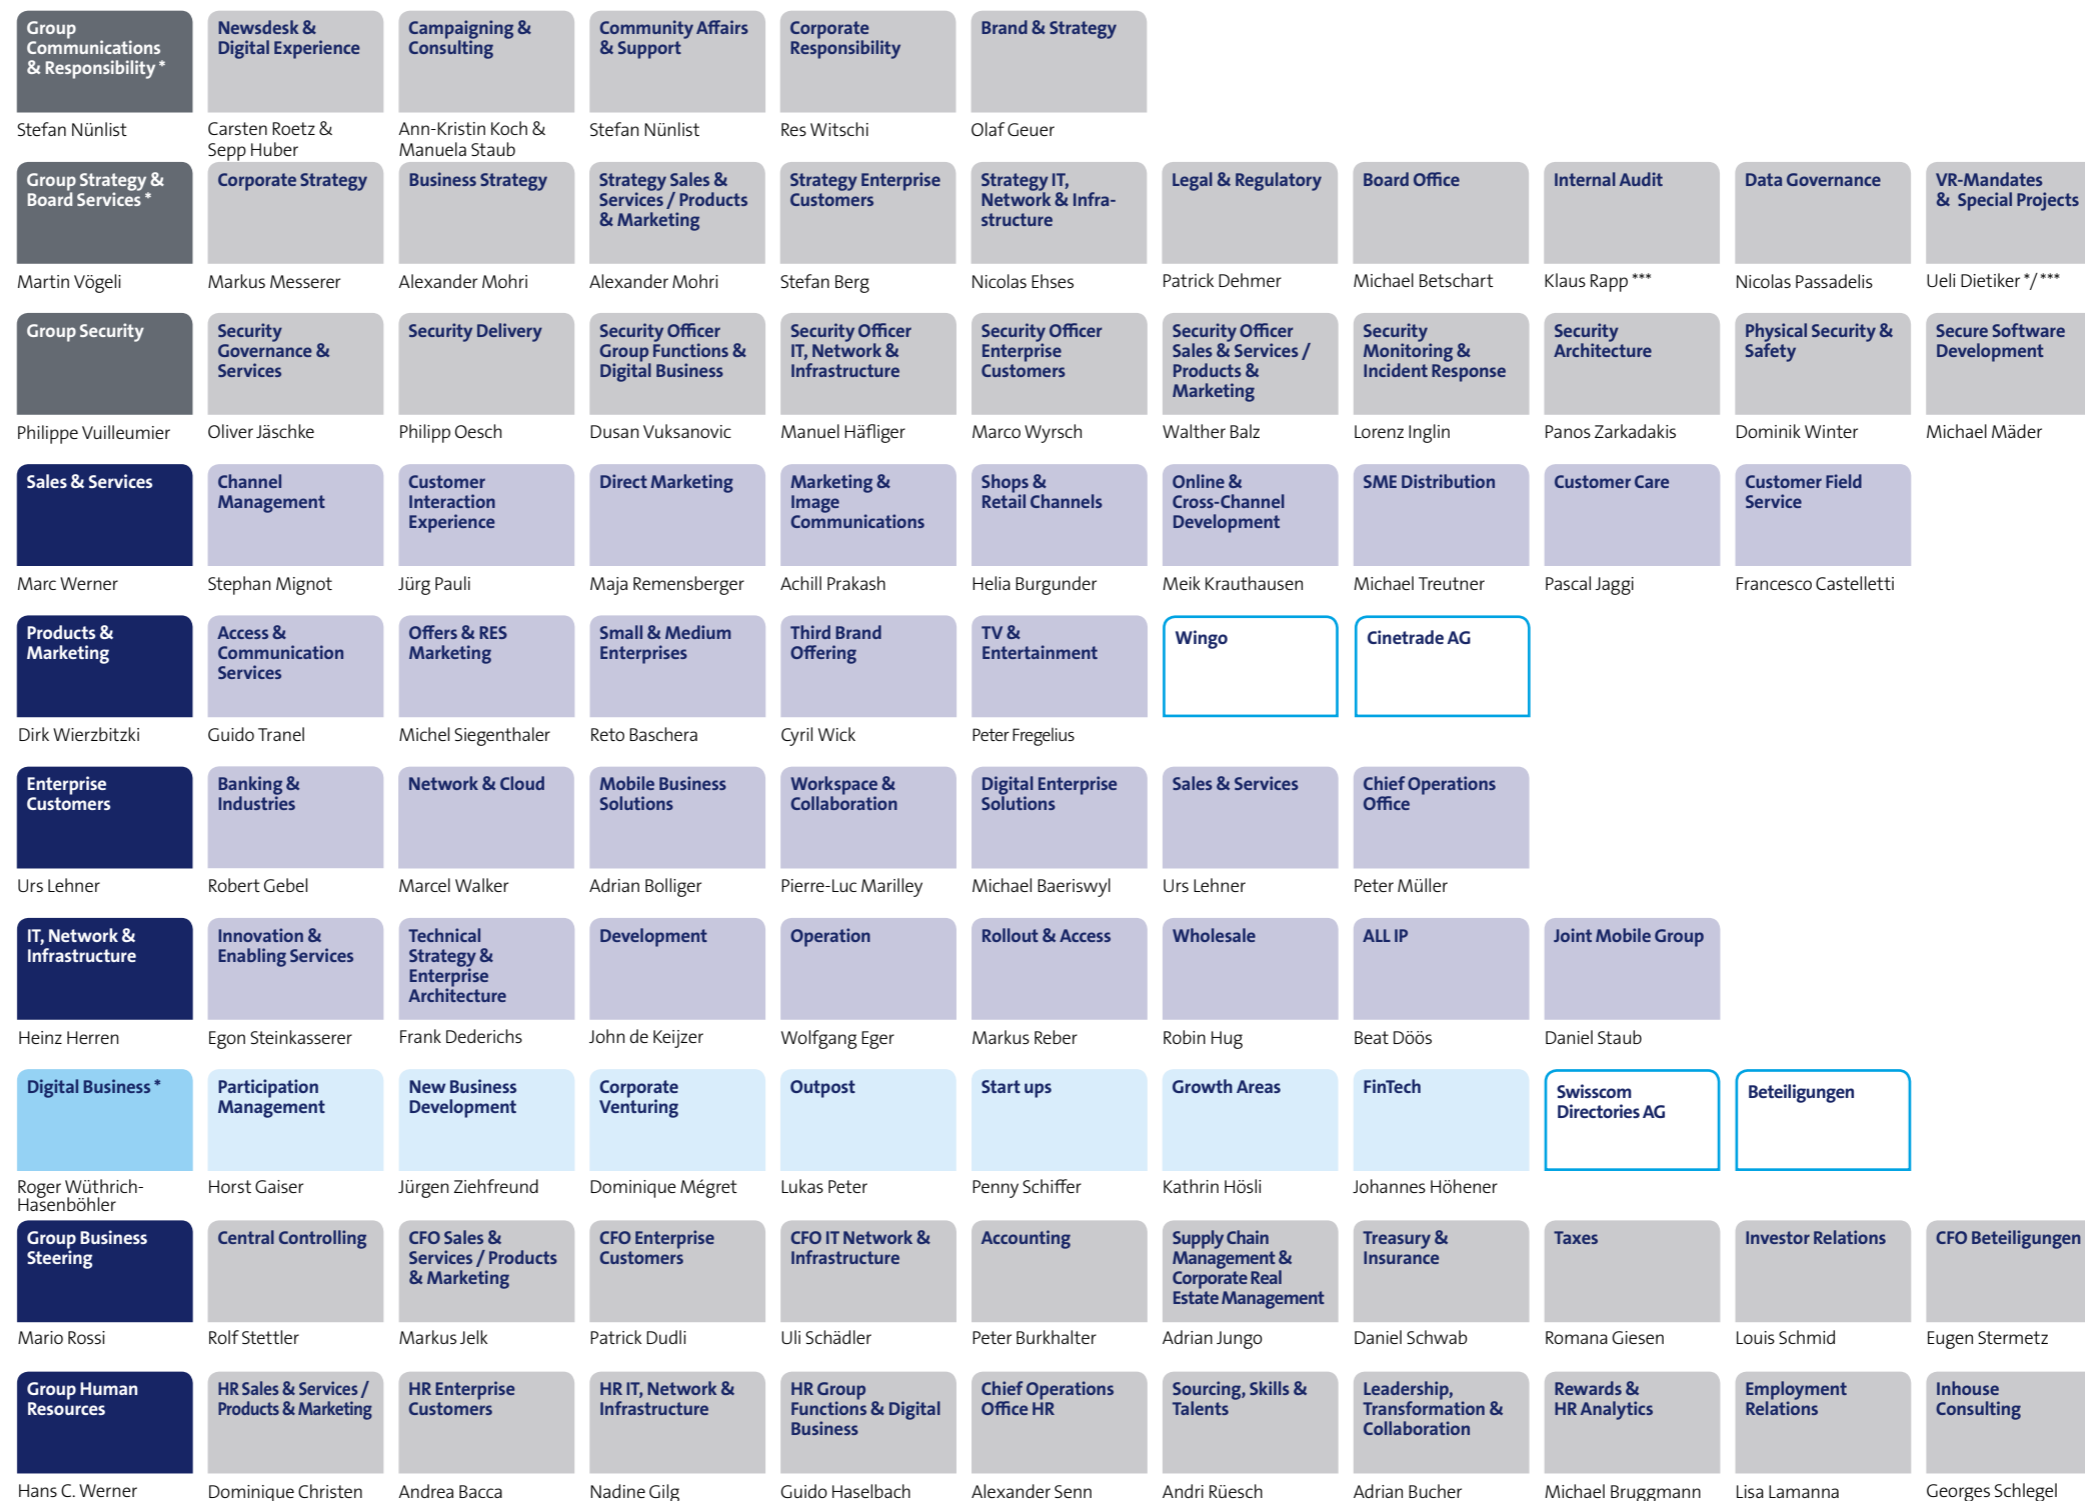 Group
Communications
& Responsibility *
Newsdesk &
Digital Experience
Campaigning &
Consulting
Community Affairs
& Support
Corporate
Responsibility
Brand & Strategy
Stefan Nünlist
Carsten Roetz &
Sepp Huber
Ann-Kristin Koch &
Manuela Staub
Stefan Nünlist
Res Witschi
Olaf Geuer
Group Strategy &
Board Services *
Corporate Strategy
Business Strategy
Strategy Sales &
Services / Products
& Marketing
Strategy Enterprise
Customers
Strategy IT,
Network & Infra-
structure
Legal & Regulatory
Board Office
Internal Audit
Data Governance
VR-Mandates
& Special Projects
Martin Vögeli
Markus Messerer
Alexander Mohri
Alexander Mohri
Stefan Berg
Nicolas Ehses
Patrick Dehmer
Michael Betschart
Klaus Rapp ***
Nicolas Passadelis
Ueli Dietiker */***
Group Security
Security
Governance &
Services
Security Delivery
Security Officer
Group Functions &
Digital Business
Security Officer
IT, Network &
Infrastructure
Security Officer
Enterprise
Customers
Security Officer
Sales & Services /
Products &
Marketing
Security
Monitoring &
Incident Response
Security
Architecture
Physical Security &
Safety
Secure Software
Development
Philippe Vuilleumier
Oliver Jäschke
Philipp Oesch
Dusan Vuksanovic
Manuel Häfliger
Marco Wyrsch
Walther Balz
Lorenz Inglin
Panos Zarkadakis
Dominik Winter
Michael Mäder
Sales & Services
Channel
Management
Customer
Interaction
Experience
Direct Marketing
Marketing &
Image
Communications
Shops &
Retail Channels
Online &
Cross-Channel
Development
SME Distribution
Customer Care
Customer Field
Service
Marc Werner
Stephan Mignot
Jürg Pauli
Maja Remensberger
Achill Prakash
Helia Burgunder
Meik Krauthausen
Michael Treutner
Pascal Jaggi
Francesco Castelletti
Products &
Marketing
Access &
Communication
Services
Offers & RES
Marketing
Small & Medium
Enterprises
Third Brand
Offering
TV &
Entertainment
Wingo
Cinetrade AG
Dirk Wierzbitzki
Guido Tranel
Michel Siegenthaler
Reto Baschera
Cyril Wick
Peter Fregelius
Enterprise
Customers
Banking &
Industries
Network & Cloud
Mobile Business
Solutions
Workspace &
Collaboration
Digital Enterprise
Solutions
Sales & Services
Chief Operations
Office
Urs Lehner
Robert Gebel
Marcel Walker
Adrian Bolliger
Pierre-Luc Marilley
Michael Baeriswyl
Urs Lehner
Peter Müller
IT, Network &
Infrastructure
Innovation &
Enabling Services
Technical
Strategy &
Enterprise
Architecture
Development
Operation
Rollout & Access
Wholesale
ALL IP
Joint Mobile Group
Heinz Herren
Egon Steinkasserer
Frank Dederichs
John de Keijzer
Wolfgang Eger
Markus Reber
Robin Hug
Beat Döös
Daniel Staub
Digital Business *
Participation
Management
New Business
Development
Corporate
Venturing
Outpost
Start ups
Growth Areas
FinTech
Swisscom
Directories AG
Beteiligungen
Roger Wüthrich-
Hasenböhler
Horst Gaiser
Jürgen Ziehfreund
Dominique Mégret
Lukas Peter
Penny Schiffer
Kathrin Hösli
Johannes Höhener
Group Business
Steering
Central Controlling
CFO Sales &
Services / Products
& Marketing
CFO Enterprise
Customers
CFO IT Network &
Infrastructure
Accounting
Supply Chain
Management &
Corporate Real
Estate Management
Treasury &
Insurance
Taxes
Investor Relations
CFO Beteiligungen
Mario Rossi
Rolf Stettler
Markus Jelk
Patrick Dudli
Uli Schädler
Peter Burkhalter
Adrian Jungo
Daniel Schwab
Romana Giesen
Louis Schmid
Eugen Stermetz
Group Human
Resources
HR Sales & Services /
Products & Marketing
HR Enterprise
Customers
HR IT, Network &
Infrastructure
HR Group
Functions & Digital
Business
Chief Operations
Office HR
Sourcing, Skills &
Talents
Leadership,
Transformation &
Collaboration
Rewards &
HR Analytics
Employment
Relations
Inhouse
Consulting
Hans C. Werner
Dominique Christen
Andrea Bacca
Nadine Gilg
Guido Haselbach
Alexander Senn
Andri Rüesch
Adrian Bucher
Michael Bruggmann
Lisa Lamanna
Georges Schlegel